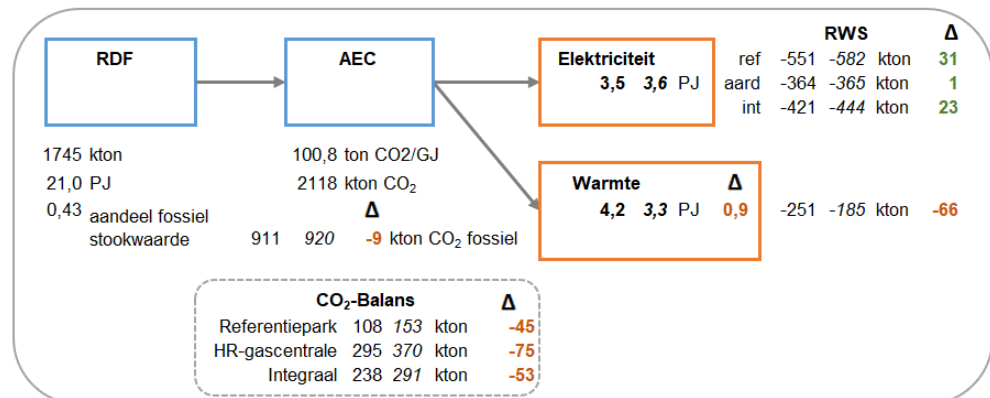 RDF
AEC
Elektriciteit
3,5 3,6 PJ
RWS Δ
ref -551 -582 kton 31
aard -364 -365 kton 1
int -421 -444 kton 23
1745 kton
21,0 PJ
0,43 aandeel fossiel
stookwaarde
100,8 ton CO2/GJ
2118 kton CO₂
Δ
911 920 -9 kton CO₂ fossiel
Warmte Δ
4,2 3,3 PJ 0,9 -251 -185 kton -66
CO₂-Balans Δ
Referentiepark 108 153 kton -45
HR-gascentrale 295 370 kton -75
Integraal 238 291 kton -53